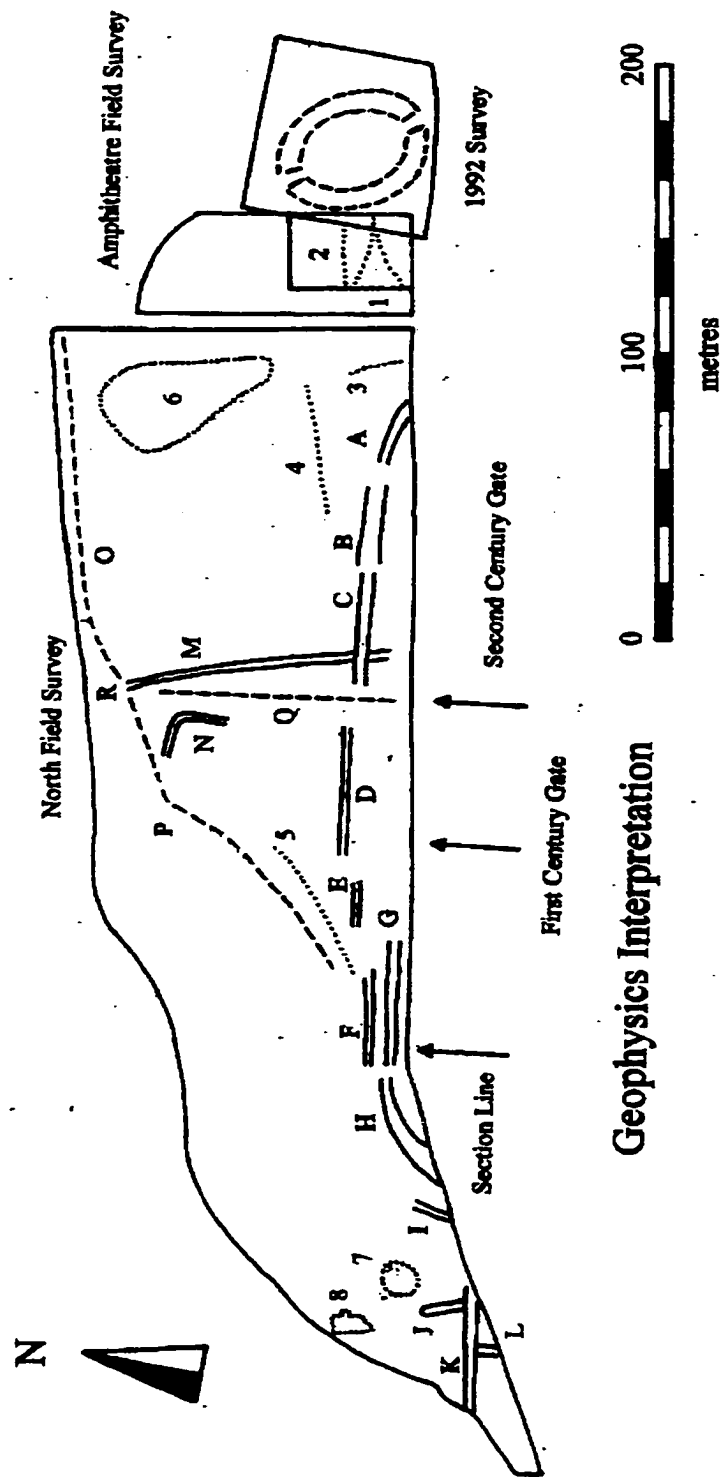 N
North Field Survey
Amphitheatre Field Survey
1992 Survey
O
R
M
P
N
Q
6
5
4
3
2
1
A
B
C
D
E
F
G
H
I
J
K
L
7
8
Section Line
First Century Gate
Second Century Gate
Geophysics Interpretation
0
100
200
metres